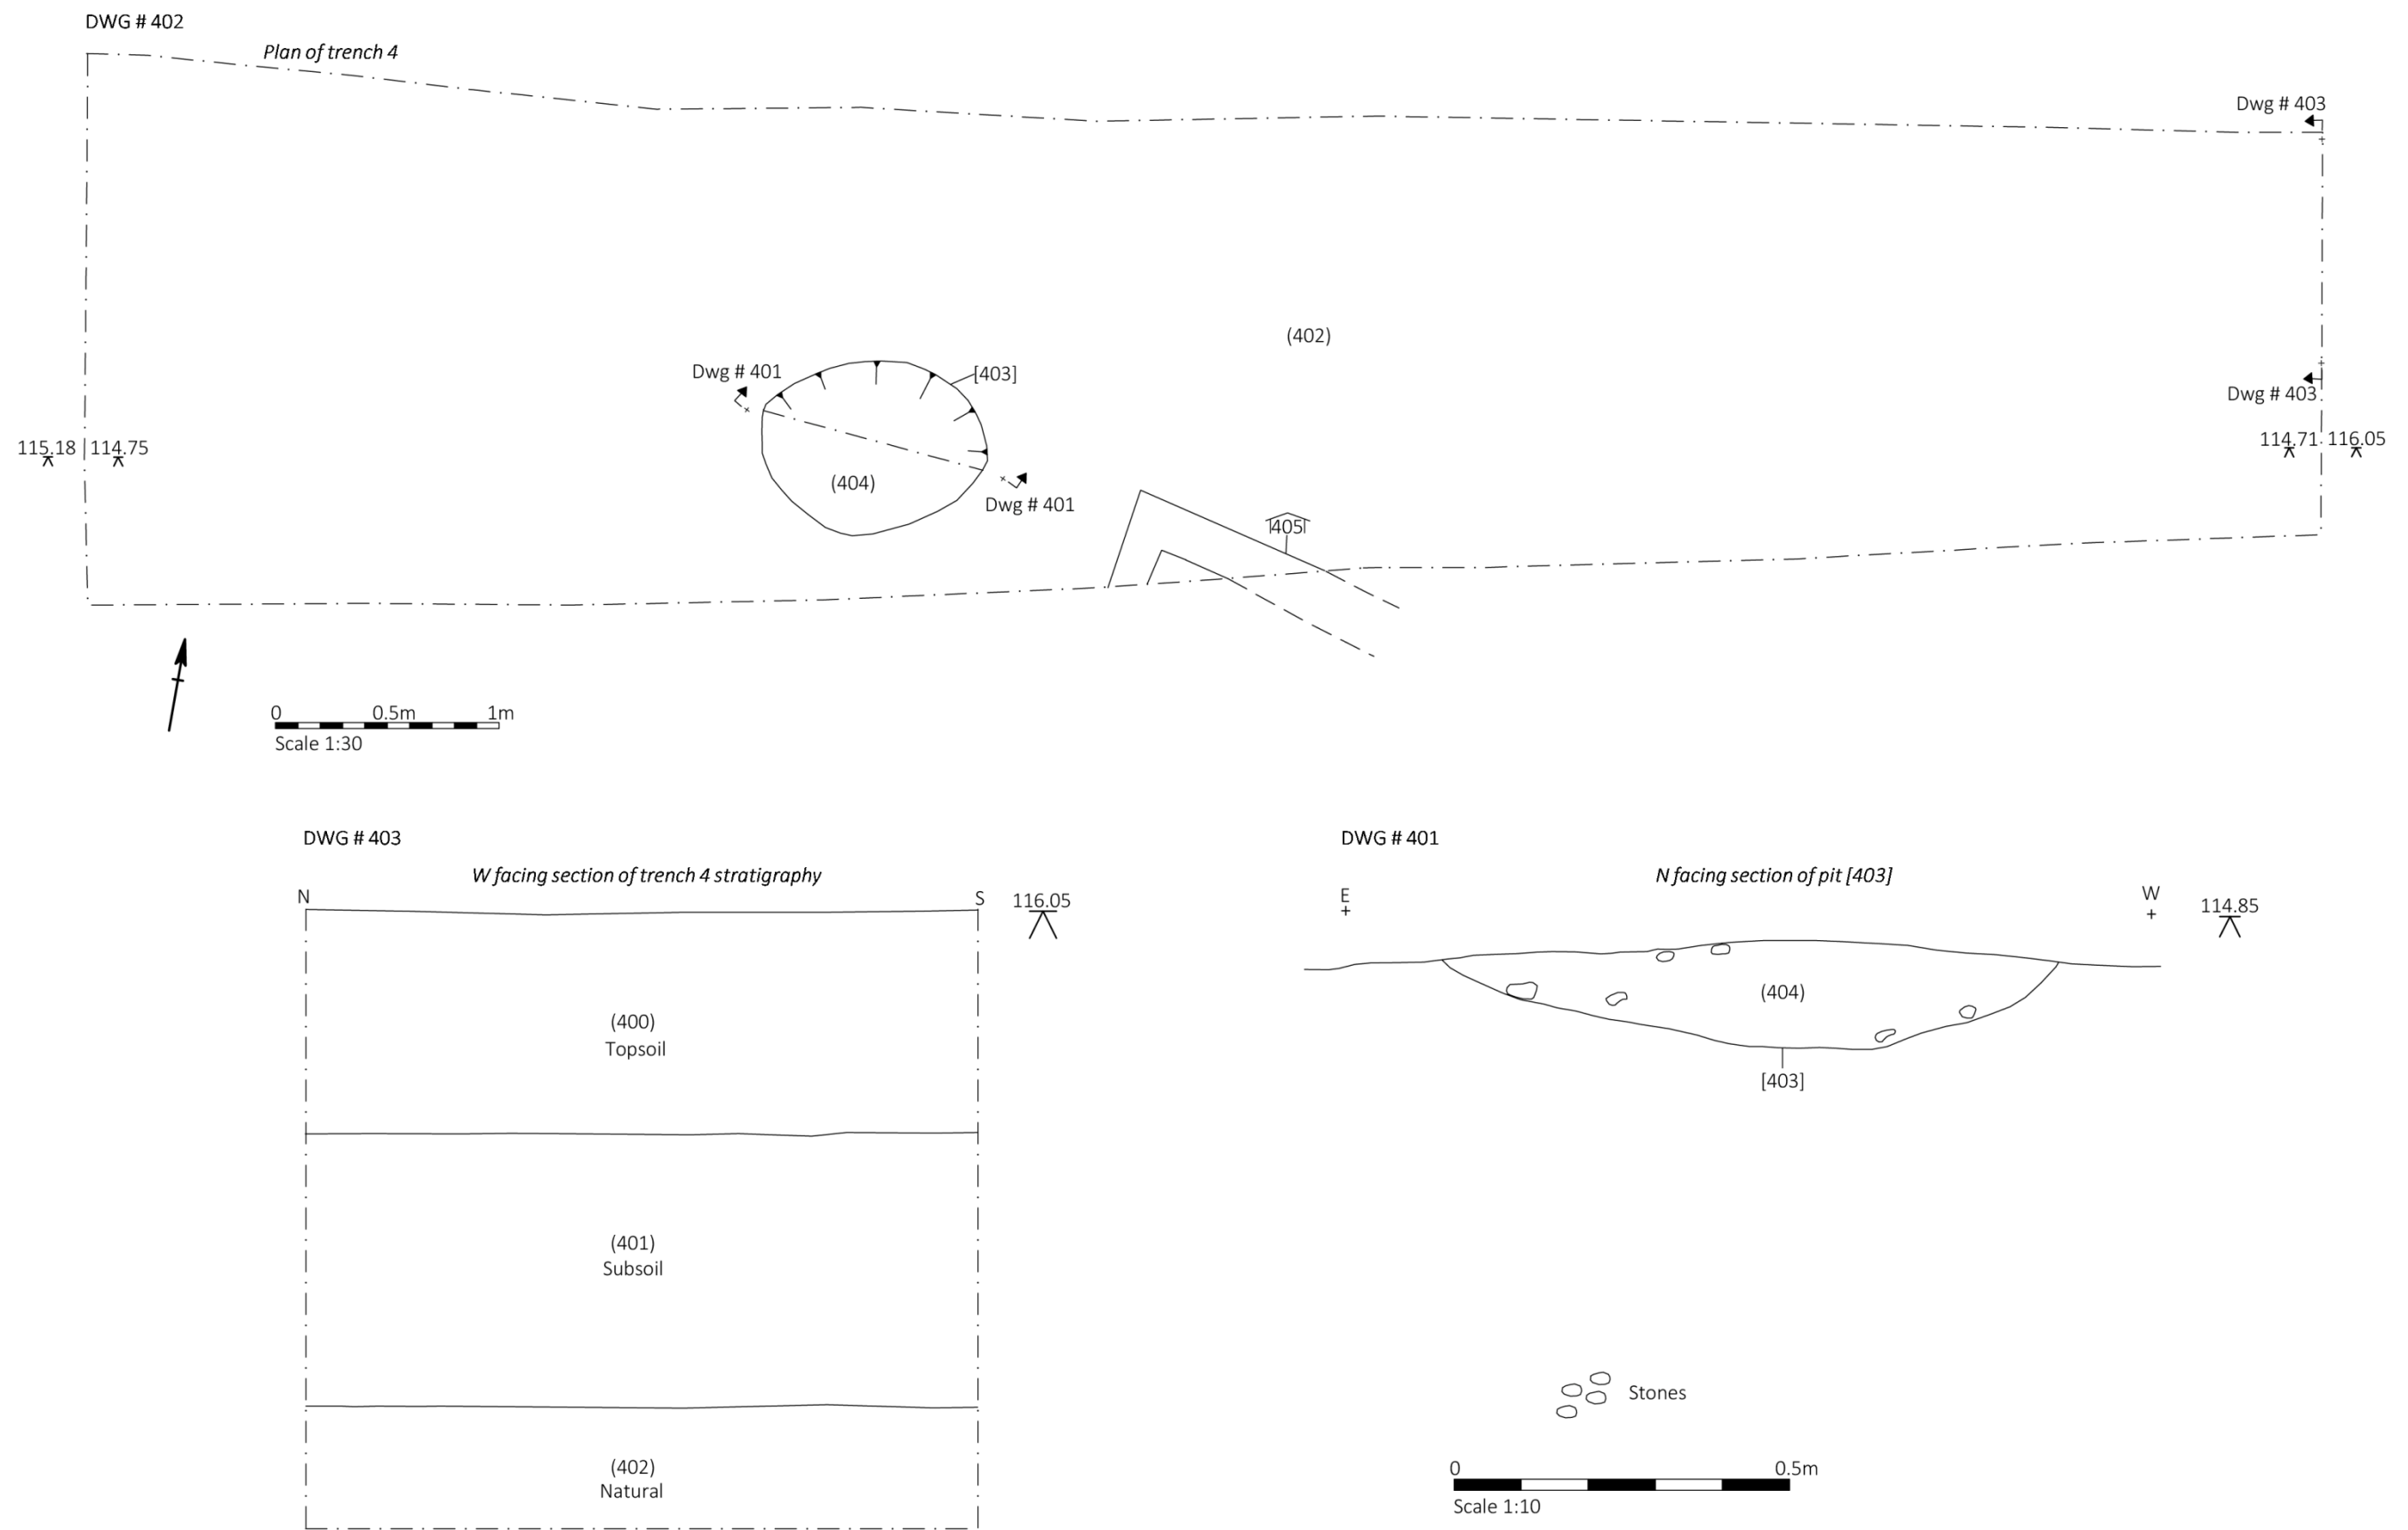 DWG # 402
Plan of trench 4
Dwg # 403
(402)
Dwg # 401
[403]
Dwg # 403
115.18
114.75
114.71
116.05
(404)
Dwg # 401
405
0
0.5m
1m
Scale 1:30
DWG # 403
W facing section of trench 4 stratigraphy
N
S
116.05
(400)
Topsoil
(401)
Subsoil
(402)
Natural
DWG # 401
N facing section of pit [403]
E
W
114.85
(404)
[403]
Stones
0
0.5m
Scale 1:10